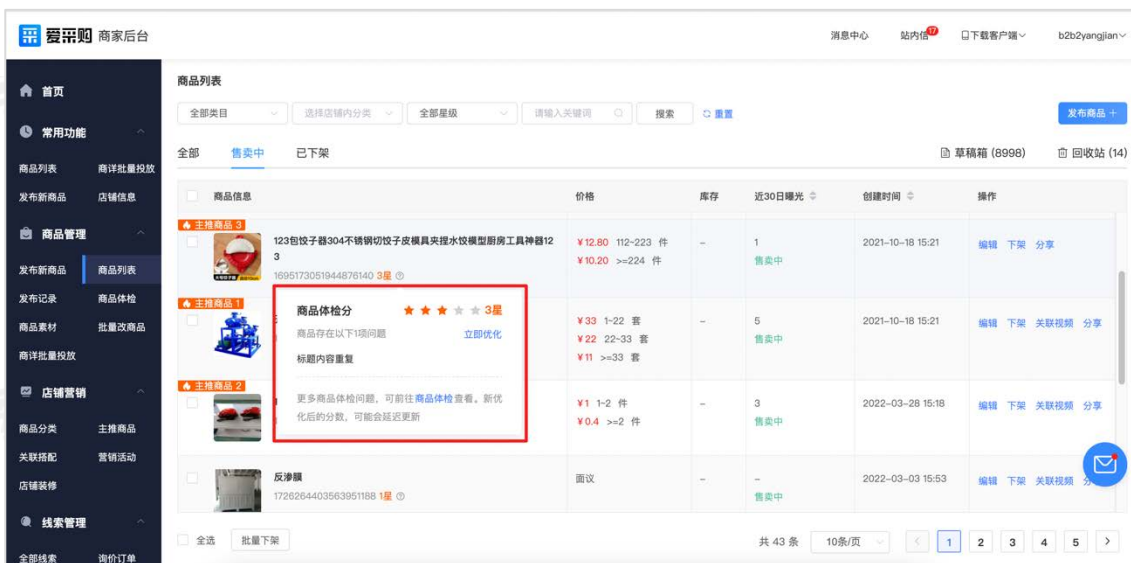 采 爱采购 商家后台
消息中心 站内信 17 下载客户端 b2b2yangjian
首页
常用功能
商品列表 商详批量投放
发布新商品 店铺信息
商品管理
发布新商品 商品列表
发布记录 商品体检
商品素材 批量改商品
商详批量投放
店铺营销
商品分类 主推商品
关联搭配 营销活动
店铺装修
线索管理
全部线索 询价订单
商品列表
全部类目 选择店铺内分类 全部星级 请输入关键词 搜索 重置 发布商品 +
全部 售卖中 已下架 草稿箱 (8998) 回收站 (14)
商品信息 价格 库存 近30日曝光 创建时间 操作
主推商品 3
123包饺子器304不锈钢切饺子皮模具夹捏水饺模型厨房工具神器12
3
1695173051944876140 3星
¥12.80 112~223 件
¥10.20 >=224 件
-
1
售卖中
2021-10-18 15:21
编辑 下架 分享
主推商品 1
¥33 1~22 套
¥22 22~33 套
¥11 >=33 套
-
5
售卖中
2021-10-18 15:21
编辑 下架 关联视频 分享
商品体检分 3星
商品存在以下1项问题 立即优化
标题内容重复
更多商品体检问题，可前往商品体检查看。新优
化后的分数，可能会延迟更新
主推商品 2
¥1 1~2 件
¥0.4 >=2 件
-
3
售卖中
2022-03-28 15:18
编辑 下架 关联视频 分享
反渗膜
1726264403563951188 1星
面议
-
-
售卖中
2022-03-03 15:53
编辑 下架 关联视频
全选 批量下架 共 43 条 10条/页 < 1 2 3 4 5 >